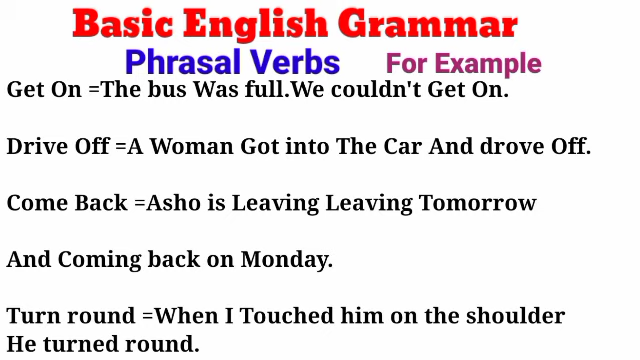 Basic English Grammar
Phrasal Verbs For Example
Get On =The bus Was full.We couldn't Get On.
Drive Off =A Woman Got into The Car And drove Off.
Come Back =Asho is Leaving Leaving Tomorrow
And Coming back on Monday.
Turn round =When I Touched him on the shoulder
He turned round.